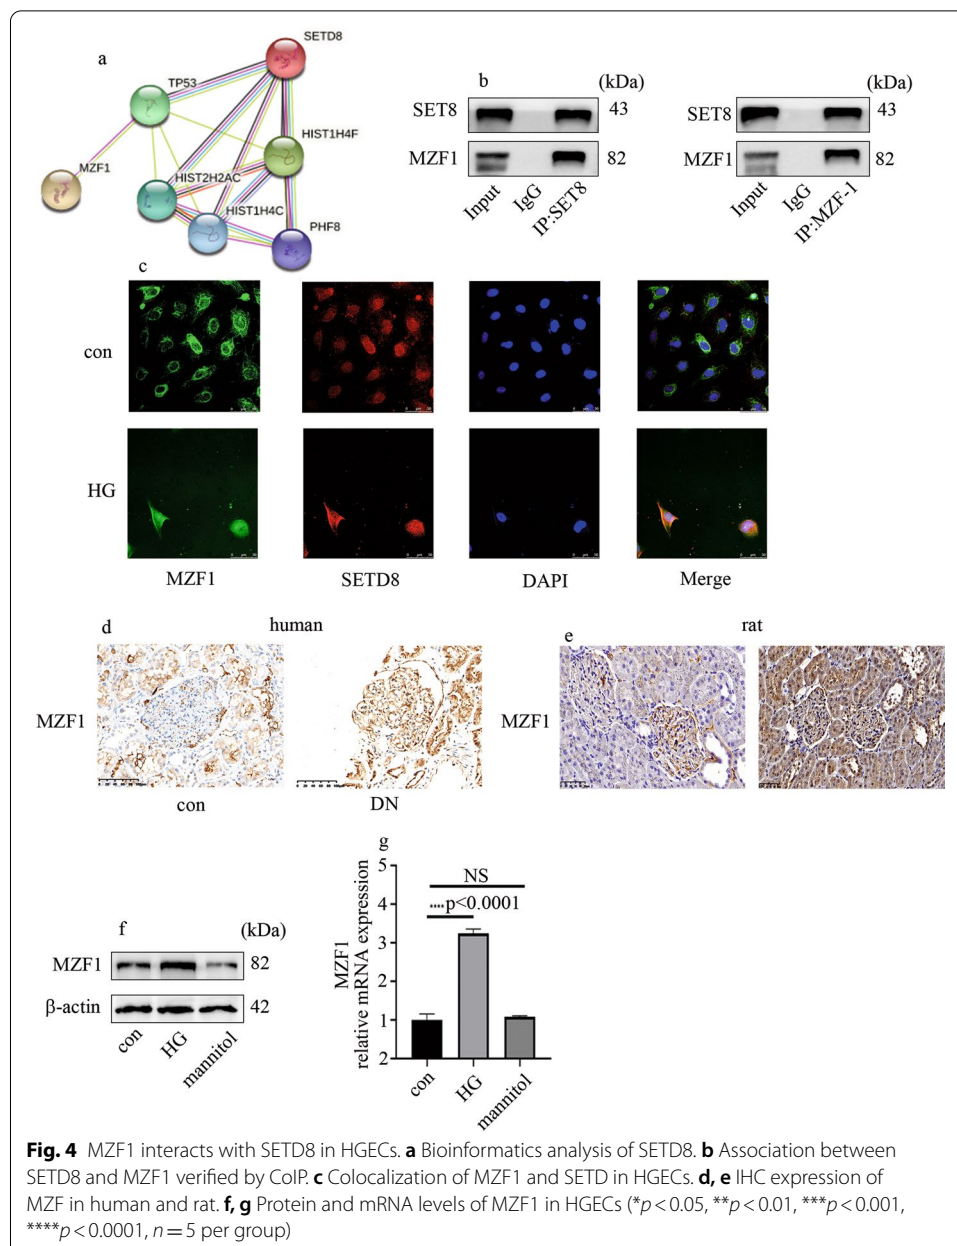 a
SETD8
TP53
HIST1H4F
MZF1
HIST2H2AC
HIST1H4C
PHF8
b
(kDa)
(kDa)
SET8
43
SET8
43
MZF1
82
MZF1
82
Input
IgG
IP:SET8
Input
IgG
IP:MZF-1
c
con
HG
MZF1
SETD8
DAPI
Merge
d
human
e
rat
MZF1
MZF1
con
DN
f
(kDa)
MZF1
82
β-actin
42
con
HG
mannitol
g
MZF1
relative mRNA expression
5
4
3
2
1
2
NS
****p<0.0001
con
HG
mannitol
Fig. 4 MZF1 interacts with SETD8 in HGECs. a Bioinformatics analysis of SETD8. b Association between
SETD8 and MZF1 verified by CoIP. c Colocalization of MZF1 and SETD in HGECs. d, e IHC expression of
MZF in human and rat. f, g Protein and mRNA levels of MZF1 in HGECs (*p < 0.05, **p < 0.01, ***p < 0.001,
****p < 0.0001, n = 5 per group)